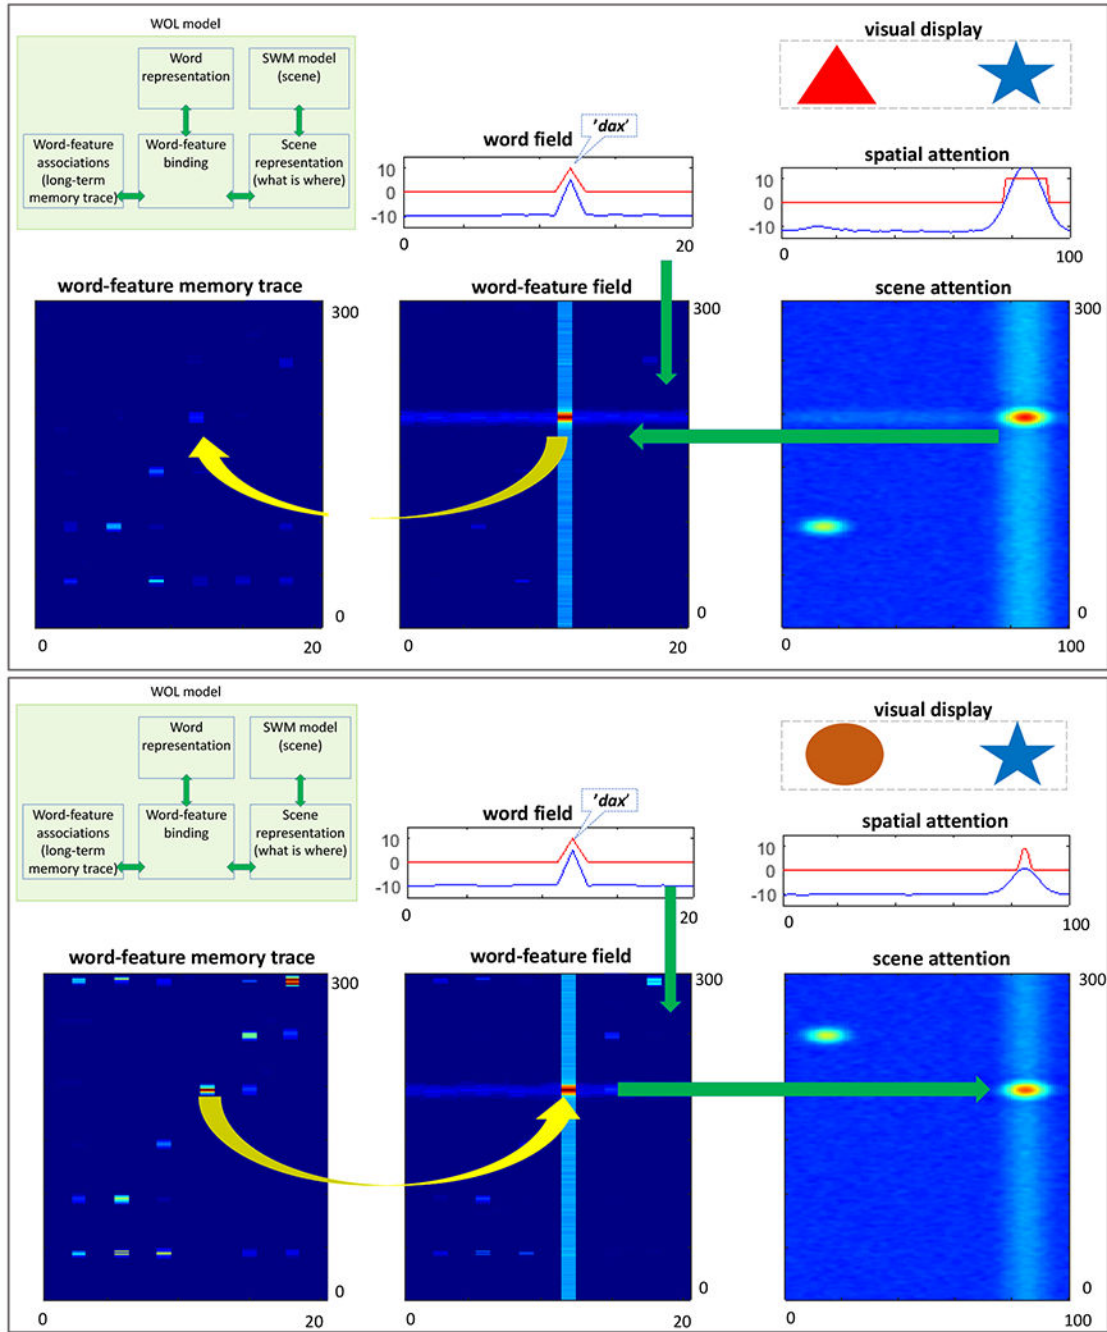 WOL model
visual display
Word
representation
SWM model
(scene)
Word-feature
associations
(long-term
memory trace)
Word-feature
binding
Scene
representation
(what is where)
'dax'
word field
10
0
-10
0
20
spatial attention
10
0
-10
0
100
word-feature memory trace
300
0
0
20
word-feature field
300
0
0
20
scene attention
300
0
0
100
WOL model
visual display
Word
representation
SWM model
(scene)
Word-feature
associations
(long-term
memory trace)
Word-feature
binding
Scene
representation
(what is where)
'dax'
word field
10
0
-10
0
20
spatial attention
10
0
-10
0
100
word-feature memory trace
300
0
0
20
word-feature field
300
0
0
20
scene attention
300
0
0
100